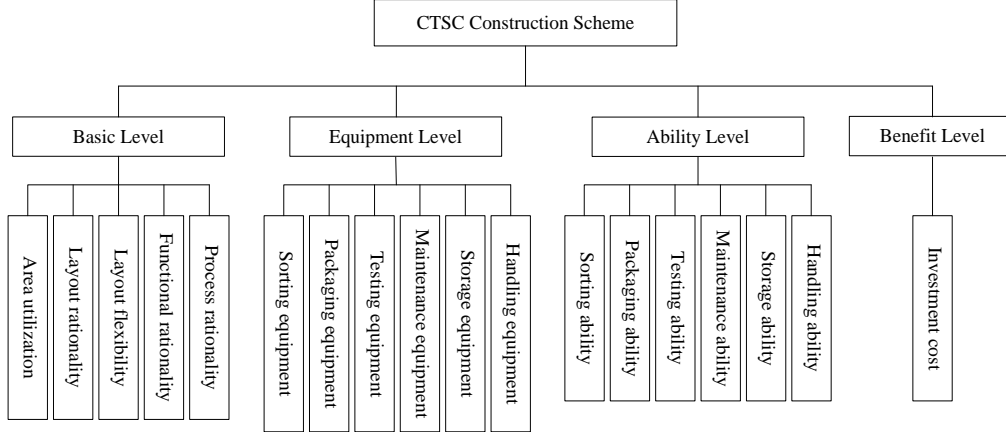 CTSC Construction Scheme
Basic Level
Equipment Level
Ability Level
Benefit Level
Area utilization
Layout rationality
Layout flexibility
Functional rationality
Process rationality
Sorting equipment
Packaging equipment
Testing equipment
Maintenance equipment
Storage equipment
Handling equipment
Sorting ability
Packaging ability
Testing ability
Maintenance ability
Storage ability
Handling ability
Investment cost